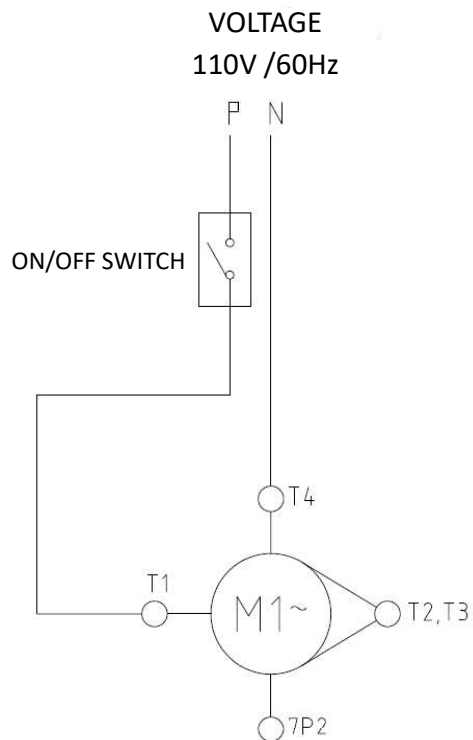 VOLTAGE
110V /60Hz
P N
ON/OFF SWITCH
T4
T1
M1~
T2,T3
7P2